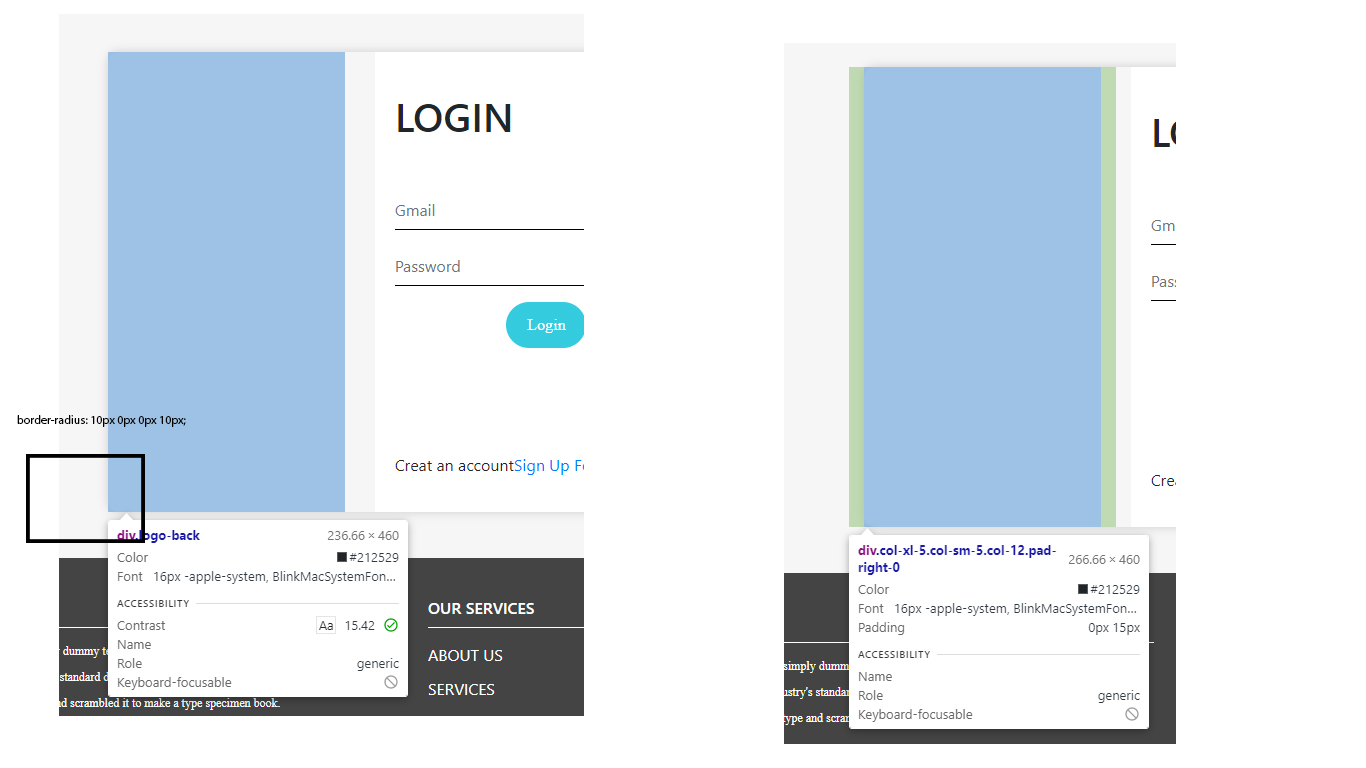 LOGIN
Gmail
Password
Login
border-radius: 10px 0px 0px 10px;
Creat an accountSign Up Fo
div.logo-back 236.66 × 460
Color #212529
Font 16px -apple-system, BlinkMacSystemFon...
ACCESSIBILITY
Contrast Aa 15.42
Name
Role generic
Keyboard-focusable
dummy te
standard d
d scrambled it to make a type specimen book.
OUR SERVICES
ABOUT US
SERVICES
LO
Gm
Pass
Crea
div.col-xl-5.col-sm-5.col-12.pad-
right-0 266.66 × 460
Color #212529
Font 16px -apple-system, BlinkMacSystemFon...
Padding 0px 15px
ACCESSIBILITY
Name
Role generic
Keyboard-focusable
simply dumm
ustry's standar
type and scran